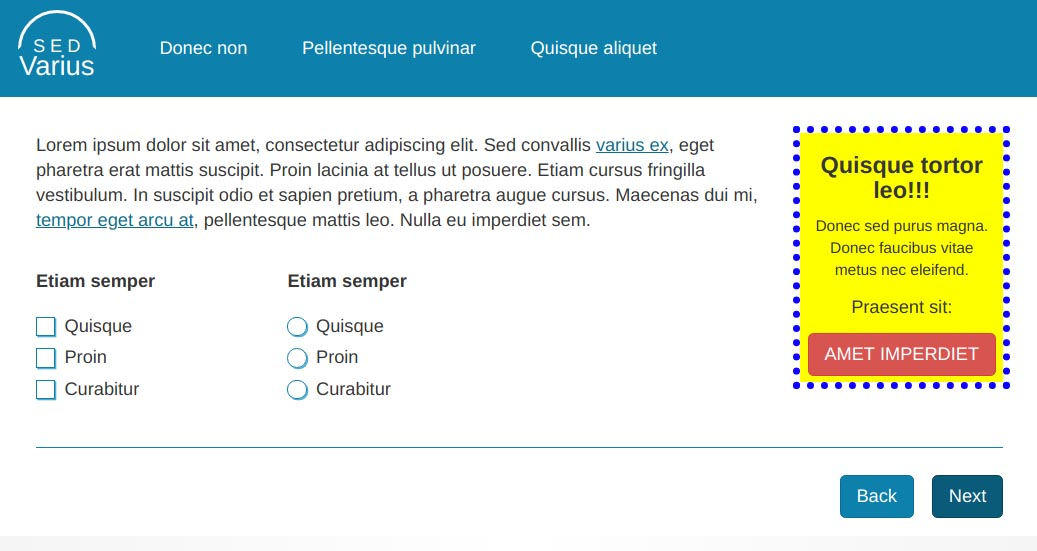 SED
Varius
Donec non
Pellentesque pulvinar
Quisque aliquet
Lorem ipsum dolor sit amet, consectetur adipiscing elit. Sed convallis varius ex, eget
pharetra erat mattis suscipit. Proin lacinia at tellus ut posuere. Etiam cursus fringilla
vestibulum. In suscipit odio et sapien pretium, a pharetra augue cursus. Maecenas dui mi,
tempor eget arcu at, pellentesque mattis leo. Nulla eu imperdiet sem.
Etiam semper
Quisque
Proin
Curabitur
Etiam semper
Quisque
Proin
Curabitur
Quisque tortor
leo!!!
Donec sed purus magna.
Donec faucibus vitae
metus nec eleifend.
Praesent sit:
AMET IMPERDIET
Back
Next